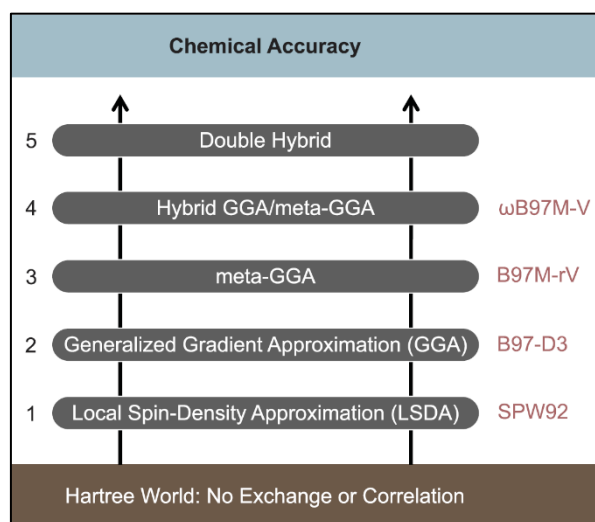 Chemical Accuracy
5 Double Hybrid
4 Hybrid GGA/meta-GGA ωB97M-V
3 meta-GGA B97M-rV
2 Generalized Gradient Approximation (GGA) B97-D3
1 Local Spin-Density Approximation (LSDA) SPW92
Hartree World: No Exchange or Correlation